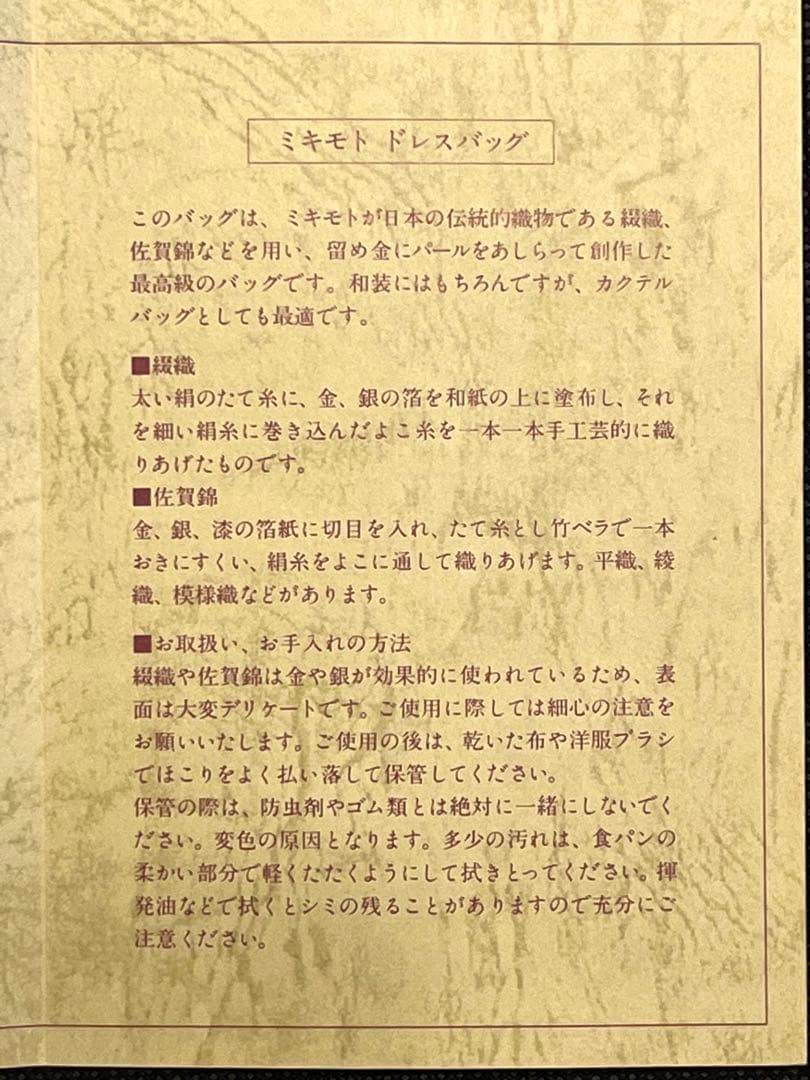 ミキモト ドレスバッグ
このバッグは、ミキモトが日本の伝統的織物である綴織、
佐賀錦などを用い、留め金にパールをあしらって創作した
最高級のバッグです。和装にはもちろんですが、カクテル
バッグとしても最適です。
■綴織
太い絹のたて糸に、金、銀の箔を和紙の上に塗布し、それ
を細い絹糸に巻き込んだよこ糸を一本一本手工芸的に織
りあげたものです。
■佐賀錦
金、銀、漆の箔紙に切目を入れ、たて糸とし竹ベラで一本
おきにすくい、絹糸をよこに通して織りあげます。平織、綾
織、模様織などがあります。
■お取扱い、お手入れの方法
綴織や佐賀錦は金や銀が効果的に使われているため、表
面は大変デリケートです。ご使用に際しては細心の注意を
お願いいたします。ご使用の後は、乾いた布や洋服ブラシ
でほこりをよく払い落して保管してください。
保管の際は、防虫剤やゴム類とは絶対に一緒にしないでく
ださい。変色の原因となります。多少の汚れは、食パンの
柔かい部分で軽くたたくようにして拭きとってください。揮
発油などで拭くとシミの残ることがありますので充分にご
注意ください。